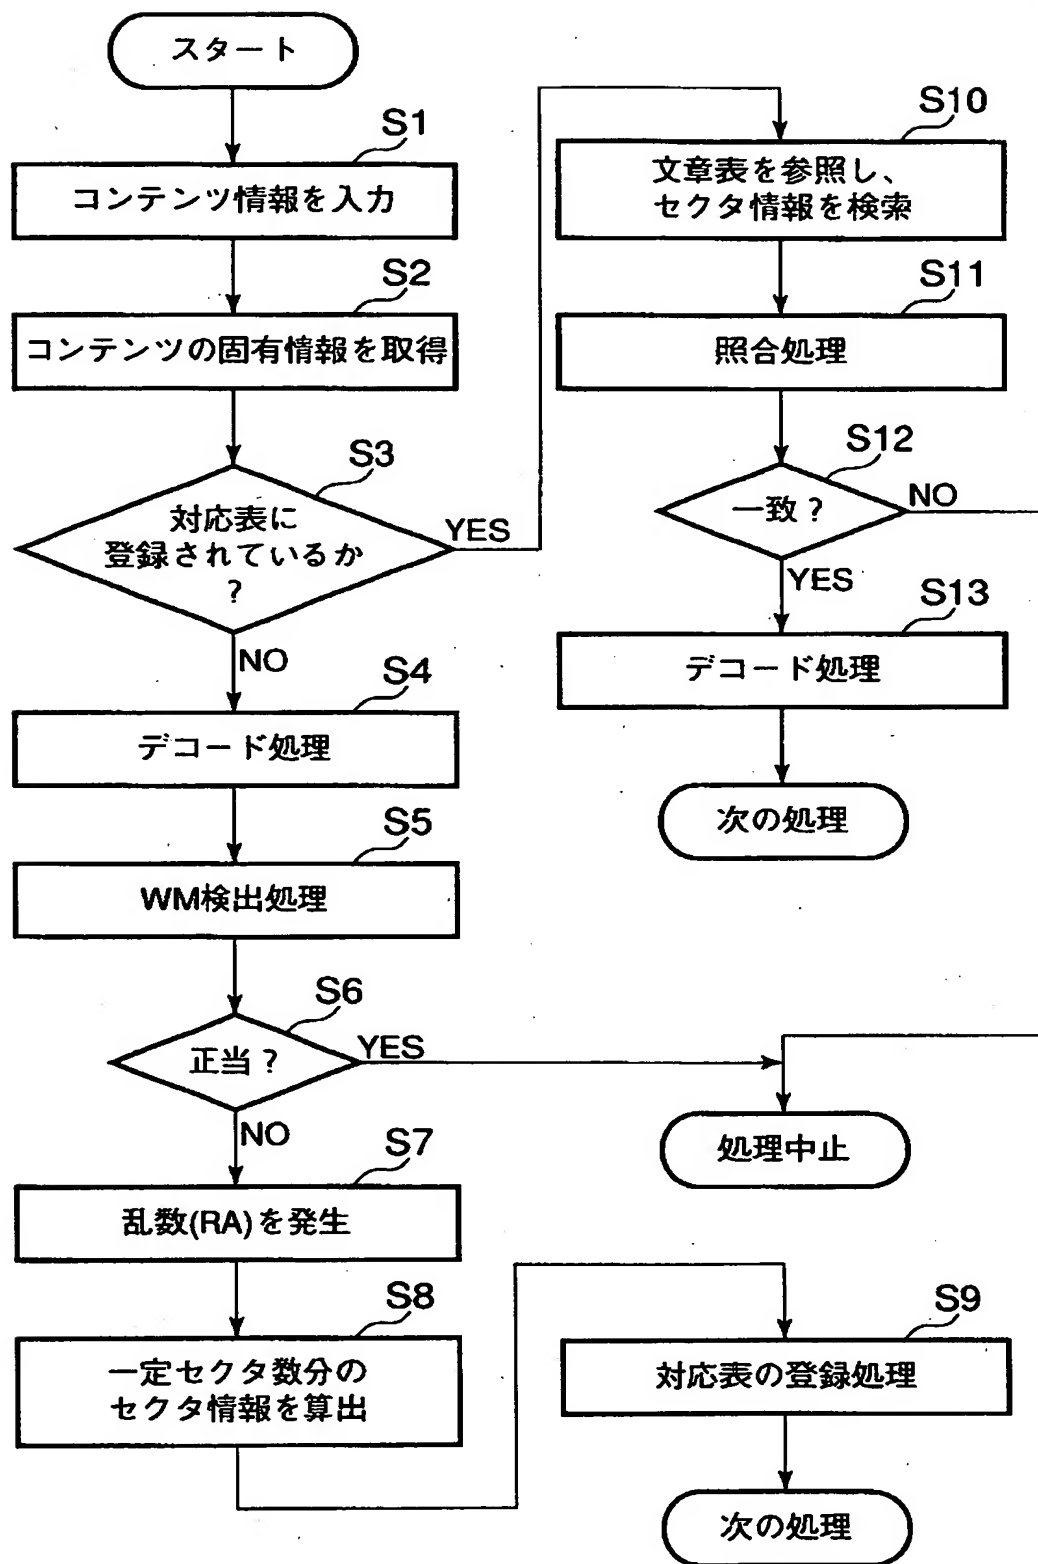 スタート
S1
コンテンツ情報を入力
S2
コンテンツの固有情報を取得
S3
対応表に
登録されているか
?
YES
NO
S4
デコード処理
S5
WM検出処理
S6
正当?
YES
NO
S7
乱数(RA)を発生
S8
一定セクタ数分の
セクタ情報を算出
S10
文章表を参照し、
セクタ情報を検索
S11
照合処理
S12
一致?
NO
YES
S13
デコード処理
次の処理
処理中止
S9
対応表の登録処理
次の処理